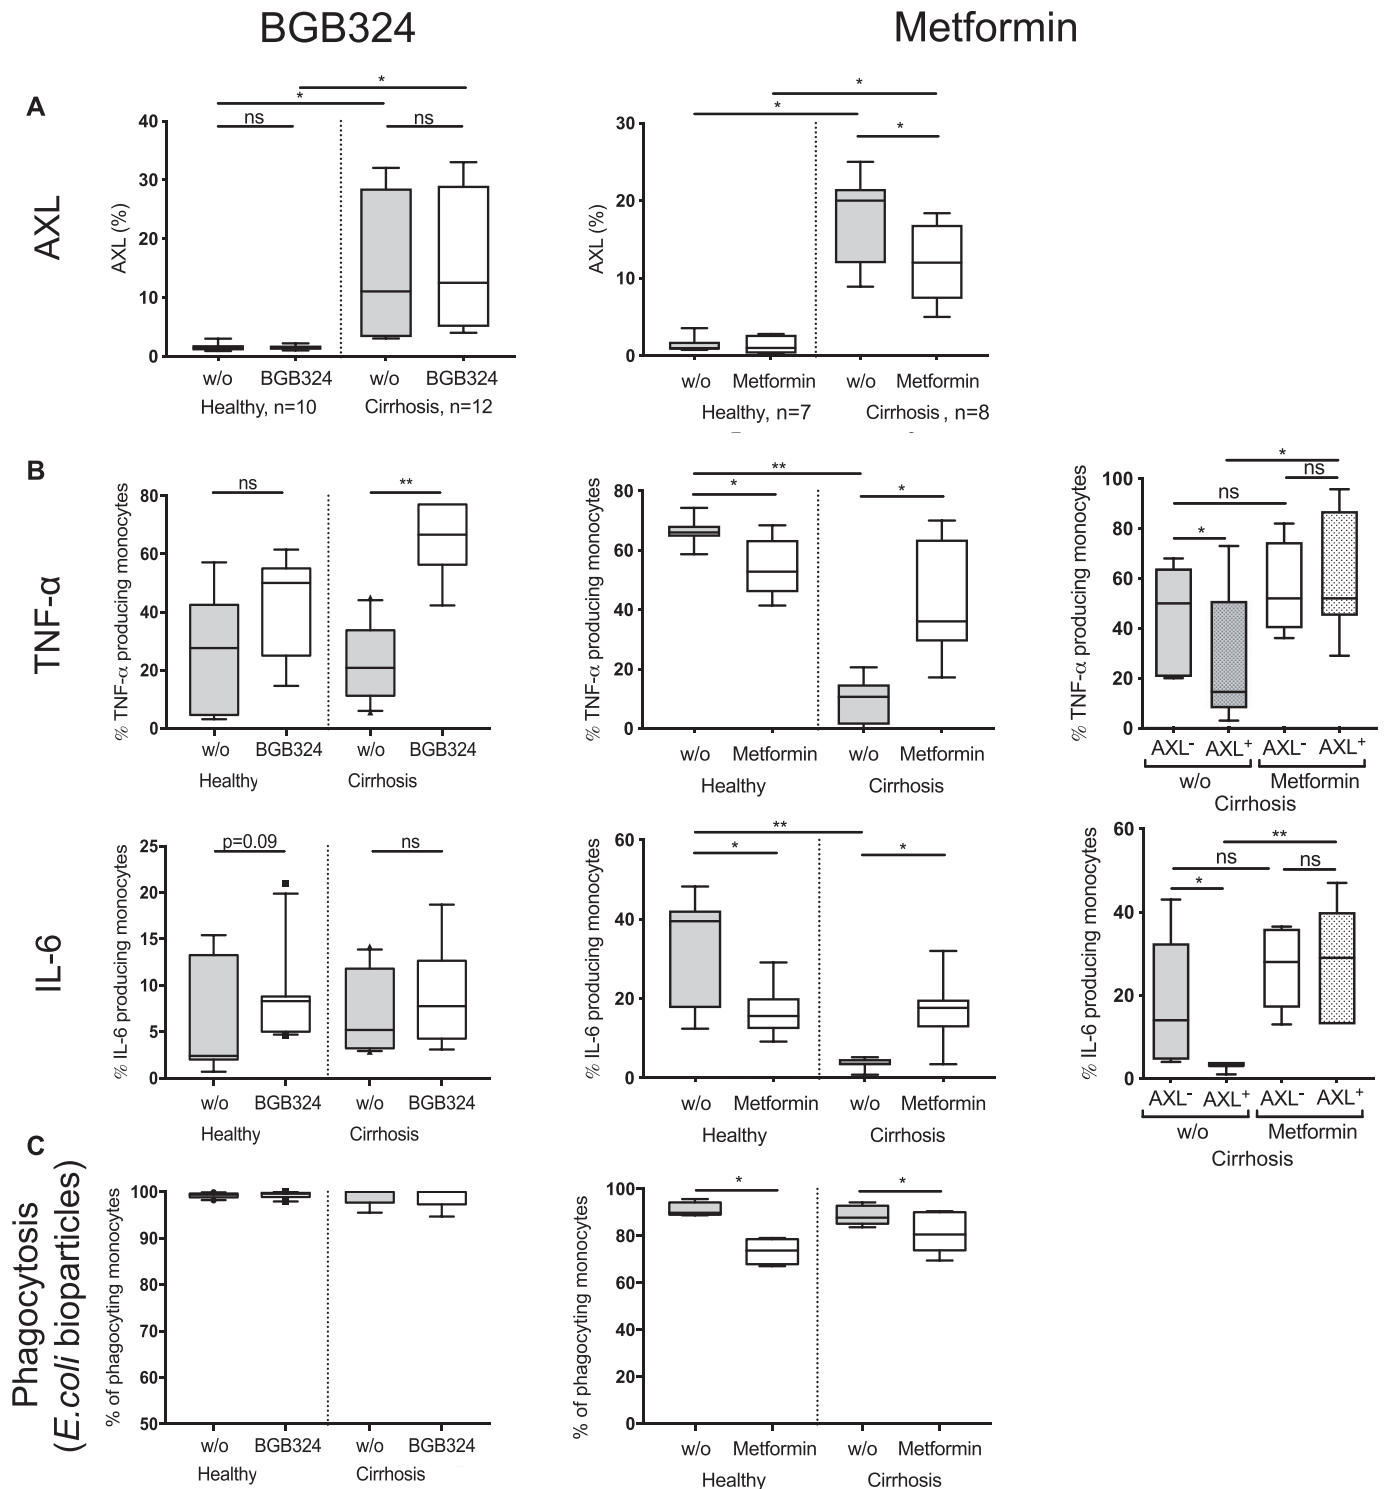 BGB324 Metformin
A
AXL
AXL (%)
40
30
20
10
0
* *
ns ns
w/o BGB324 w/o BGB324
Healthy, n=10 Cirrhosis, n=12
AXL (%)
30
20
10
0
* * *
w/o Metformin w/o Metformin
Healthy, n=7 Cirrhosis, n=8
B
TNF-α
% TNF-α producing monocytes
80
60
40
20
0
ns **
w/o BGB324 w/o BGB324
Healthy Cirrhosis
% TNF-α producing monocytes
80
60
40
20
0
** * *
w/o Metformin w/o Metformin
Healthy Cirrhosis
% TNF-α producing monocytes
100
80
60
40
20
0
* ns ns *
AXL- AXL+ AXL- AXL+
w/o Metformin
Cirrhosis
IL-6
% IL-6 producing monocytes
25
20
15
10
5
0
p=0.09 ns
w/o BGB324 w/o BGB324
Healthy Cirrhosis
% IL-6 producing monocytes
60
40
20
0
** * *
w/o Metformin w/o Metformin
Healthy Cirrhosis
% IL-6 producing monocytes
60
40
20
0
** ns ns *
AXL- AXL+ AXL- AXL+
w/o Metformin
Cirrhosis
C
Phagocytosis
(E.coli bioparticles)
% of phagocyting monocytes
100
90
80
70
60
50
w/o BGB324 w/o BGB324
Healthy Cirrhosis
% of phagocyting monocytes
100
80
60
40
20
0
* *
w/o Metformin w/o Metformin
Healthy Cirrhosis